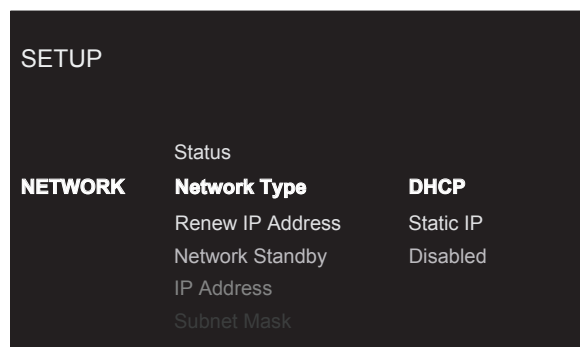 SETUP
Status
NETWORK Network Type DHCP
Renew IP Address Static IP
Network Standby Disabled
IP Address
Subnet Mask